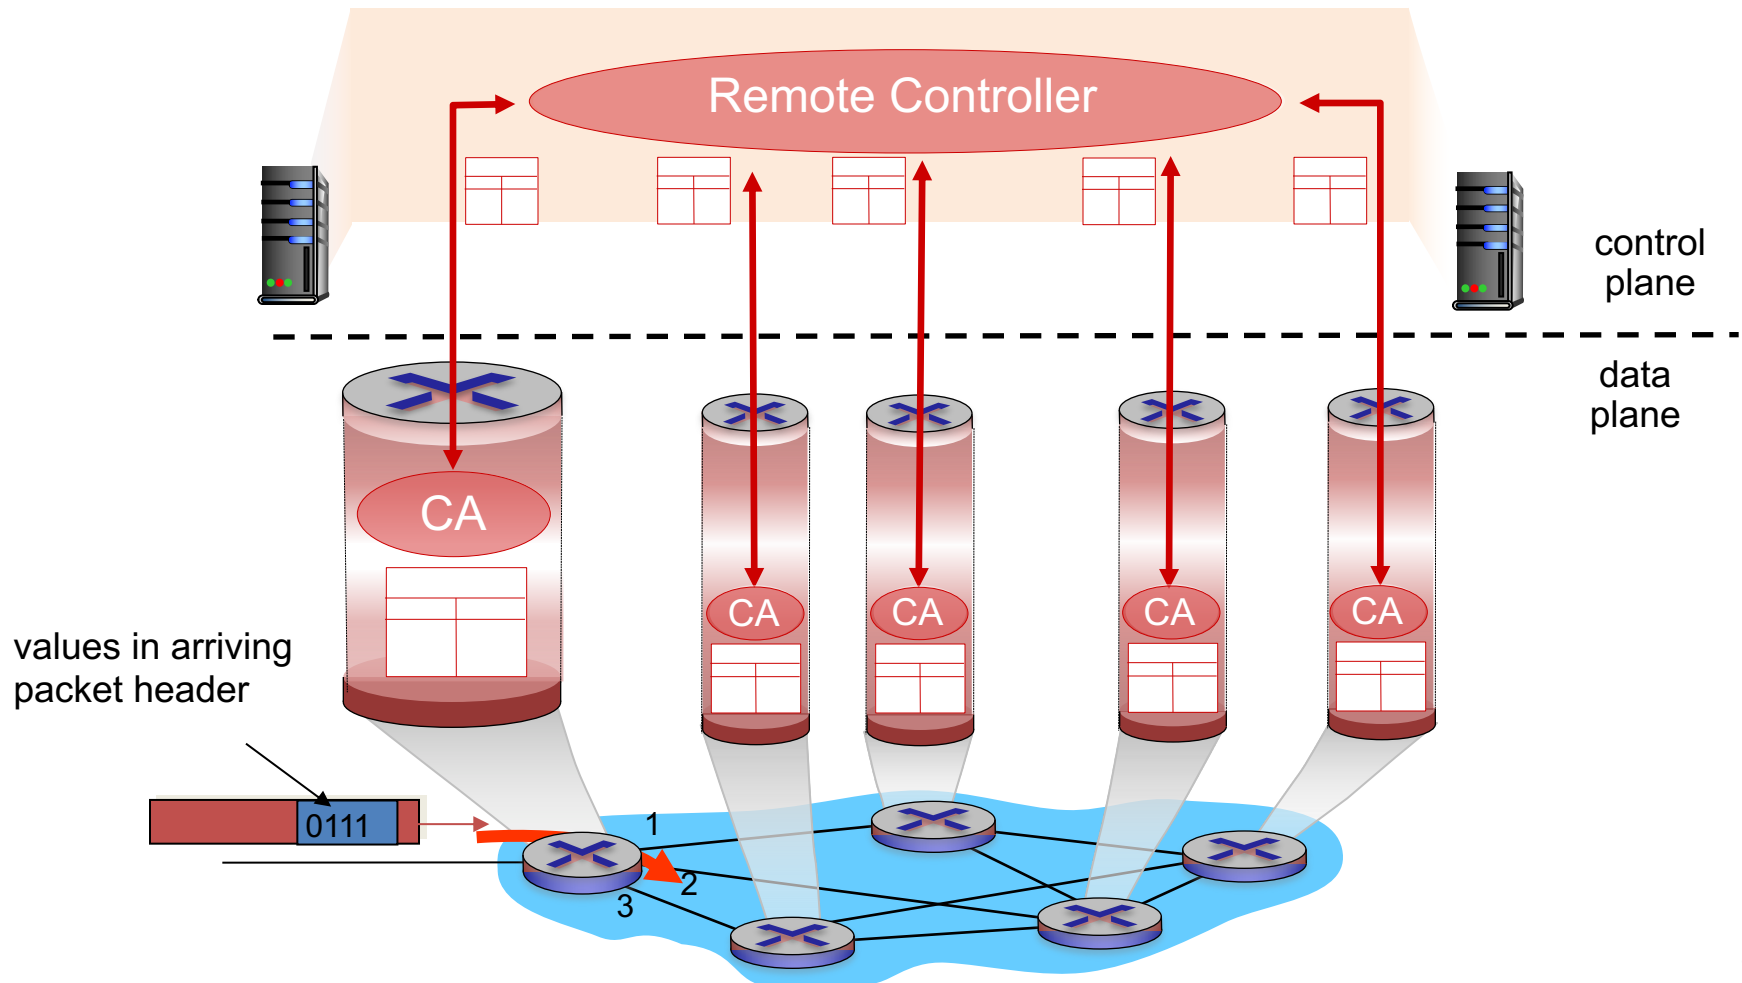 Remote Controller
control
plane
data
plane
CA
CA
CA
CA
CA
values in arriving
packet header
0111
1
2
3